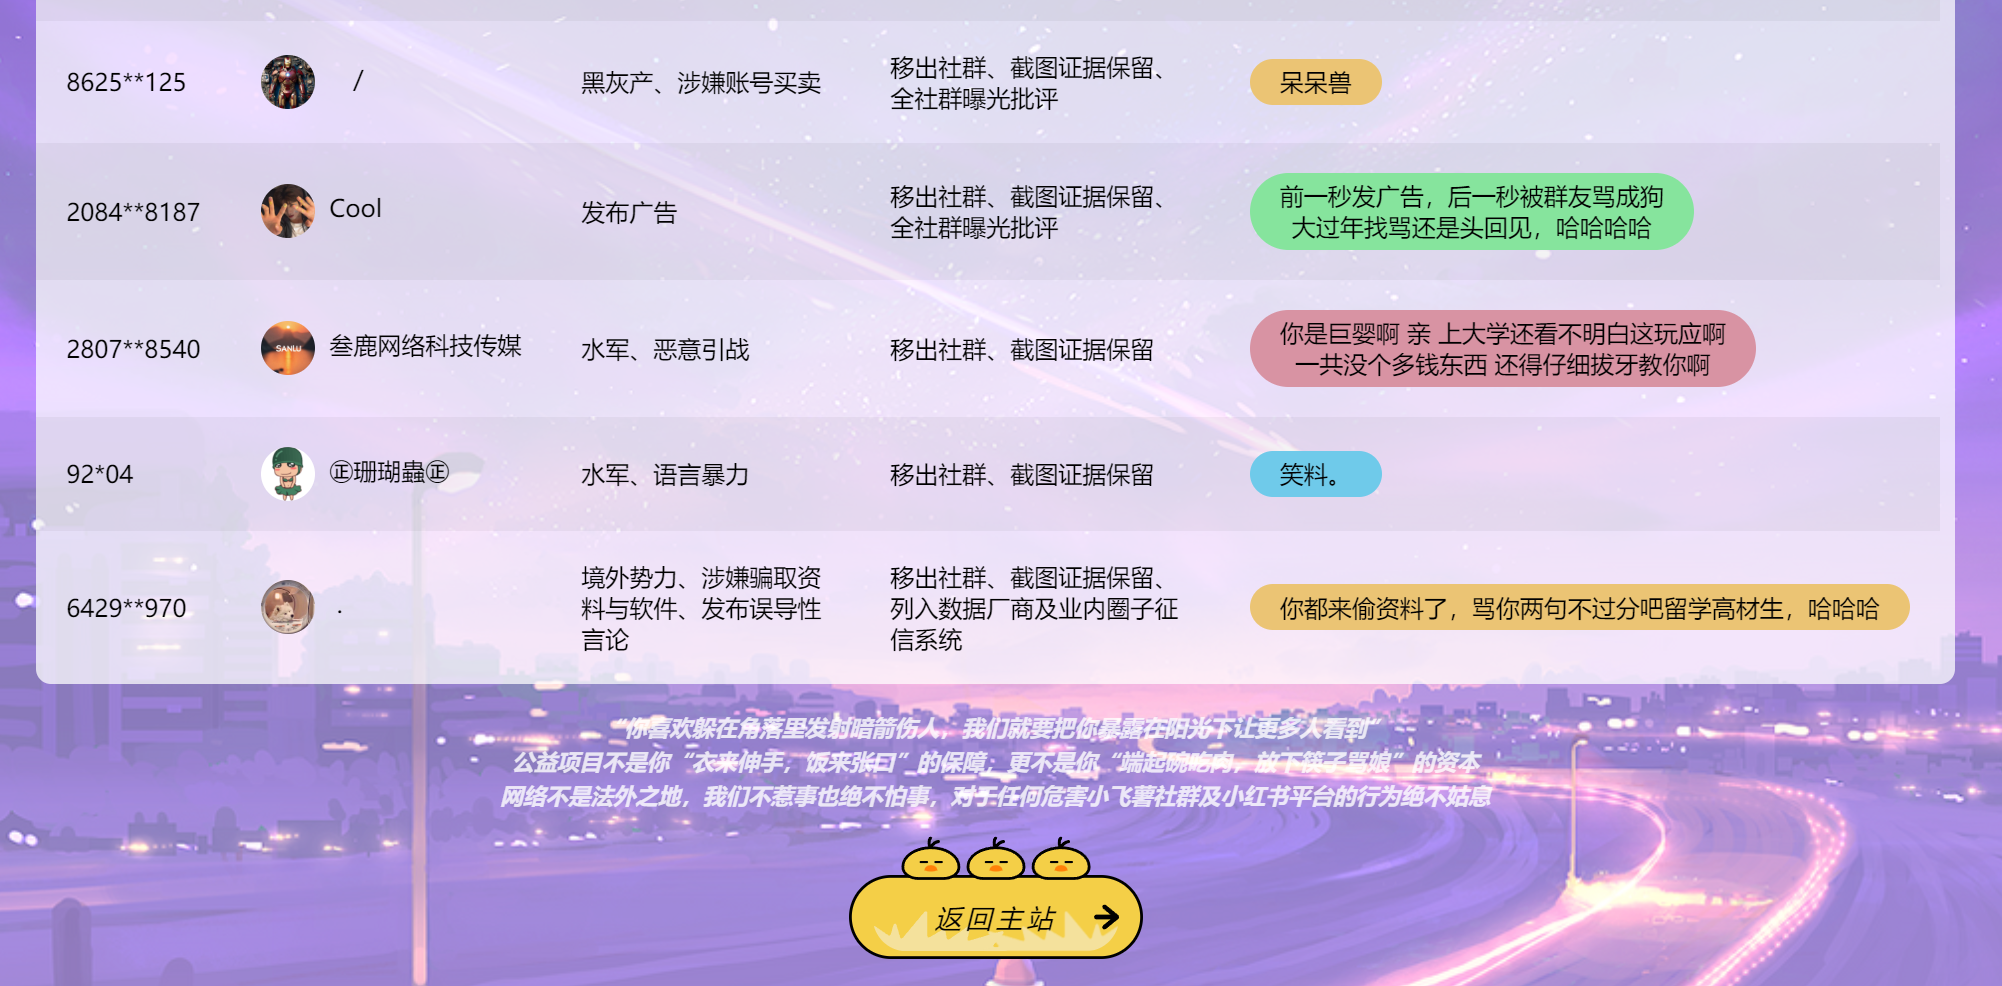 8625**125
/
黑灰产、涉嫌账号买卖
移出社群、截图证据保留、
全社群曝光批评
呆呆兽
2084**8187
Cool
发布广告
移出社群、截图证据保留、
全社群曝光批评
前一秒发广告，后一秒被群友骂成狗
大过年找骂还是头回见，哈哈哈哈
2807**8540
SANLU
叁鹿网络科技传媒
水军、恶意引战
移出社群、截图证据保留
你是巨婴啊 亲 上大学还看不明白这玩应啊
一共没个多钱东西 还得仔细拔牙教你啊
92*04
㊣珊瑚蟲㊣
水军、语言暴力
移出社群、截图证据保留
笑料。
6429**970
.
境外势力、涉嫌骗取资
料与软件、发布误导性
言论
移出社群、截图证据保留、
列入数据厂商及业内圈子征
信系统
你都来偷资料了，骂你两句不过分吧留学高材生，哈哈哈
“你喜欢躲在角落里发射暗箭伤人，我们就要把你暴露在阳光下让更多人看到”
公益项目不是你“衣来伸手，饭来张口”的保障；更不是你“端起碗吃肉，放下筷子骂娘”的资本
网络不是法外之地，我们不惹事也绝不怕事，对于任何危害小飞薯社群及小红书平台的行为绝不姑息
返回主站